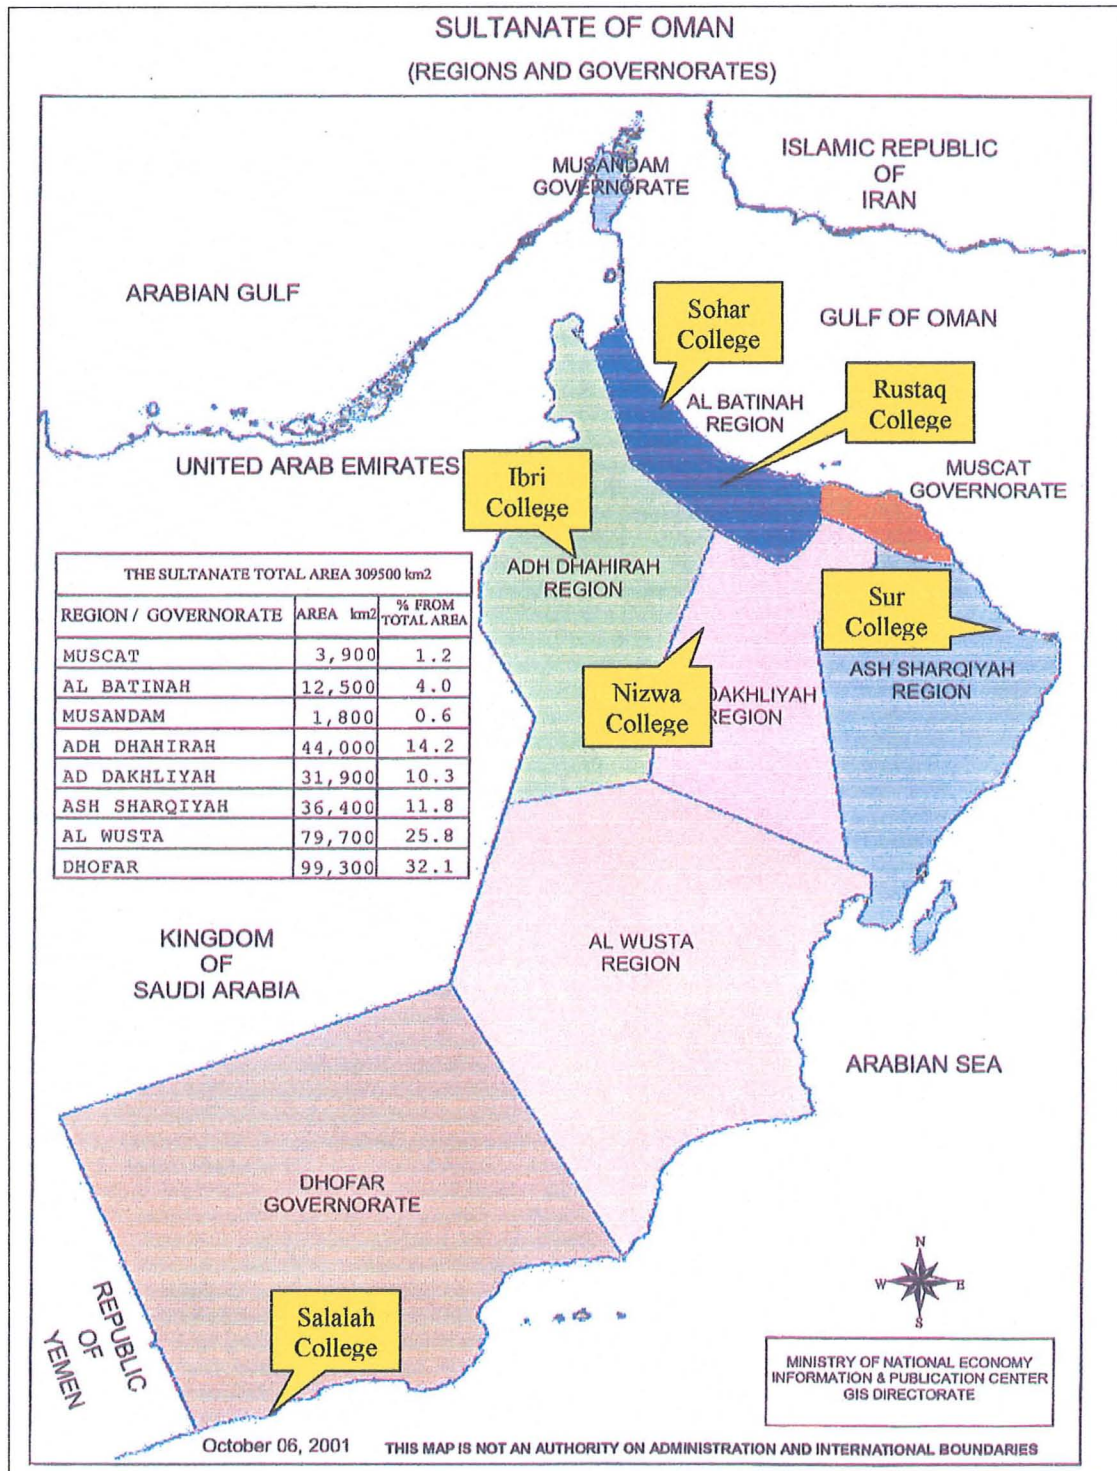 SULTANATE OF OMAN
(REGIONS AND GOVERNORATES)
MUSANDAM
GOVERNORATE
ISLAMIC REPUBLIC
OF
IRAN
ARABIAN GULF
Sohar
College
GULF OF OMAN
AL BATINAH
REGION
Rustaq
College
UNITED ARAB EMIRATES
Ibri
College
MUSCAT
GOVERNORATE
ADH DHAHIRAH
REGION
Sur
College
ASH SHARQIYAH
REGION
Nizwa
College
DAKHLIYAH
REGION
THE SULTANATE TOTAL AREA 309500 km2
REGION / GOVERNORATE AREA km2 % FROM TOTAL AREA
MUSCAT 3,900 1.2
AL BATINAH 12,500 4.0
MUSANDAM 1,800 0.6
ADH DHAHIRAH 44,000 14.2
AD DAKHLIYAH 31,900 10.3
ASH SHARQIYAH 36,400 11.8
AL WUSTA 79,700 25.8
DHOFAR 99,300 32.1
KINGDOM
OF
SAUDI ARABIA
AL WUSTA
REGION
ARABIAN SEA
DHOFAR
GOVERNORATE
REPUBLIC
OF
YEMEN
Salalah
College
N
W E
S
MINISTRY OF NATIONAL ECONOMY
INFORMATION & PUBLICATION CENTER
GIS DIRECTORATE
October 06, 2001 THIS MAP IS NOT AN AUTHORITY ON ADMINISTRATION AND INTERNATIONAL BOUNDARIES